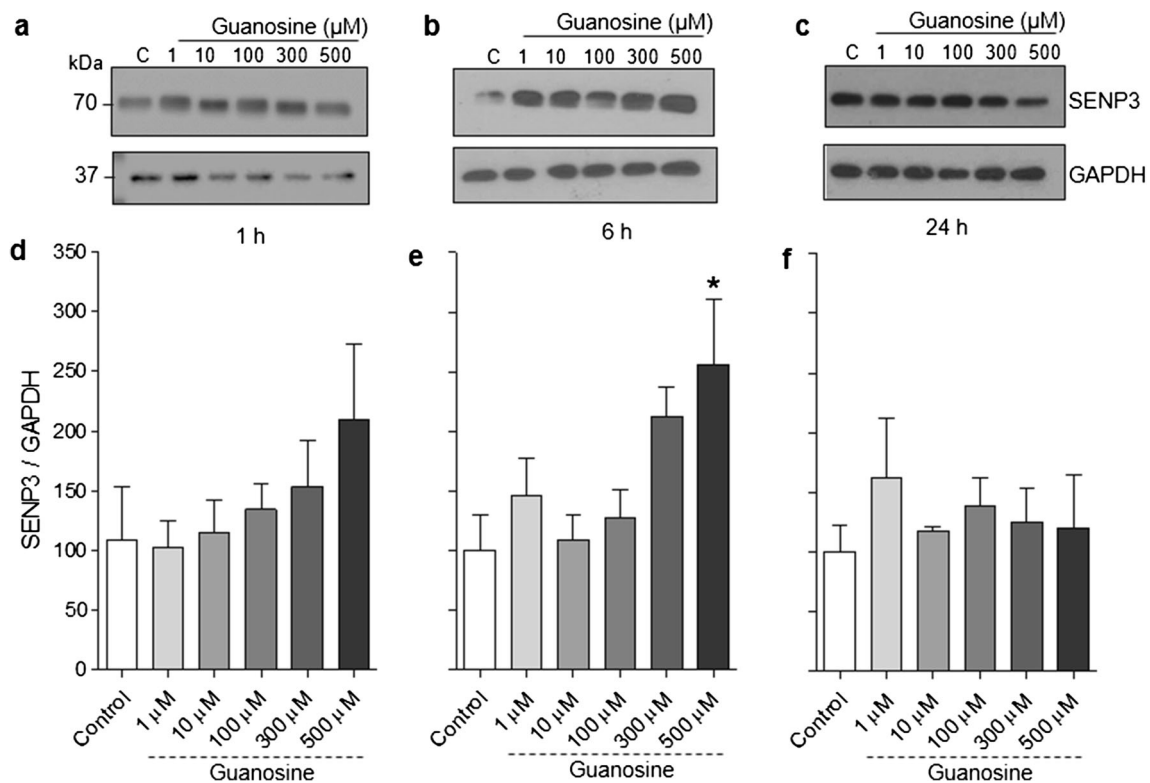 a
Guanosine (µM)
kDa
C 1 10 100 300 500
70
37
b
Guanosine (µM)
C 1 10 100 300 500
c
Guanosine (µM)
C 1 10 100 300 500
SENP3
GAPDH
1 h
6 h
24 h
d
SENP3 / GAPDH
350
300
250
200
150
100
50
0
Control
1 µM
10 µM
100 µM
300 µM
500 µM
Guanosine
e
*
Control
1 µM
10 µM
100 µM
300 µM
500 µM
Guanosine
f
Control
1 µM
10 µM
100 µM
300 µM
500 µM
Guanosine